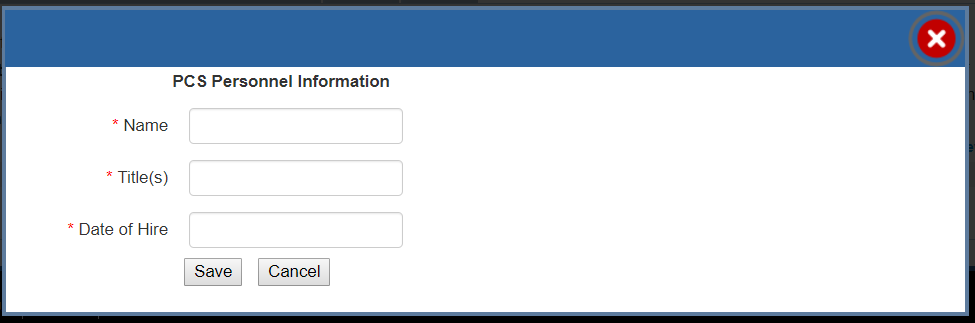 PCS Personnel Information
* Name
* Title(s)
* Date of Hire
Save Cancel